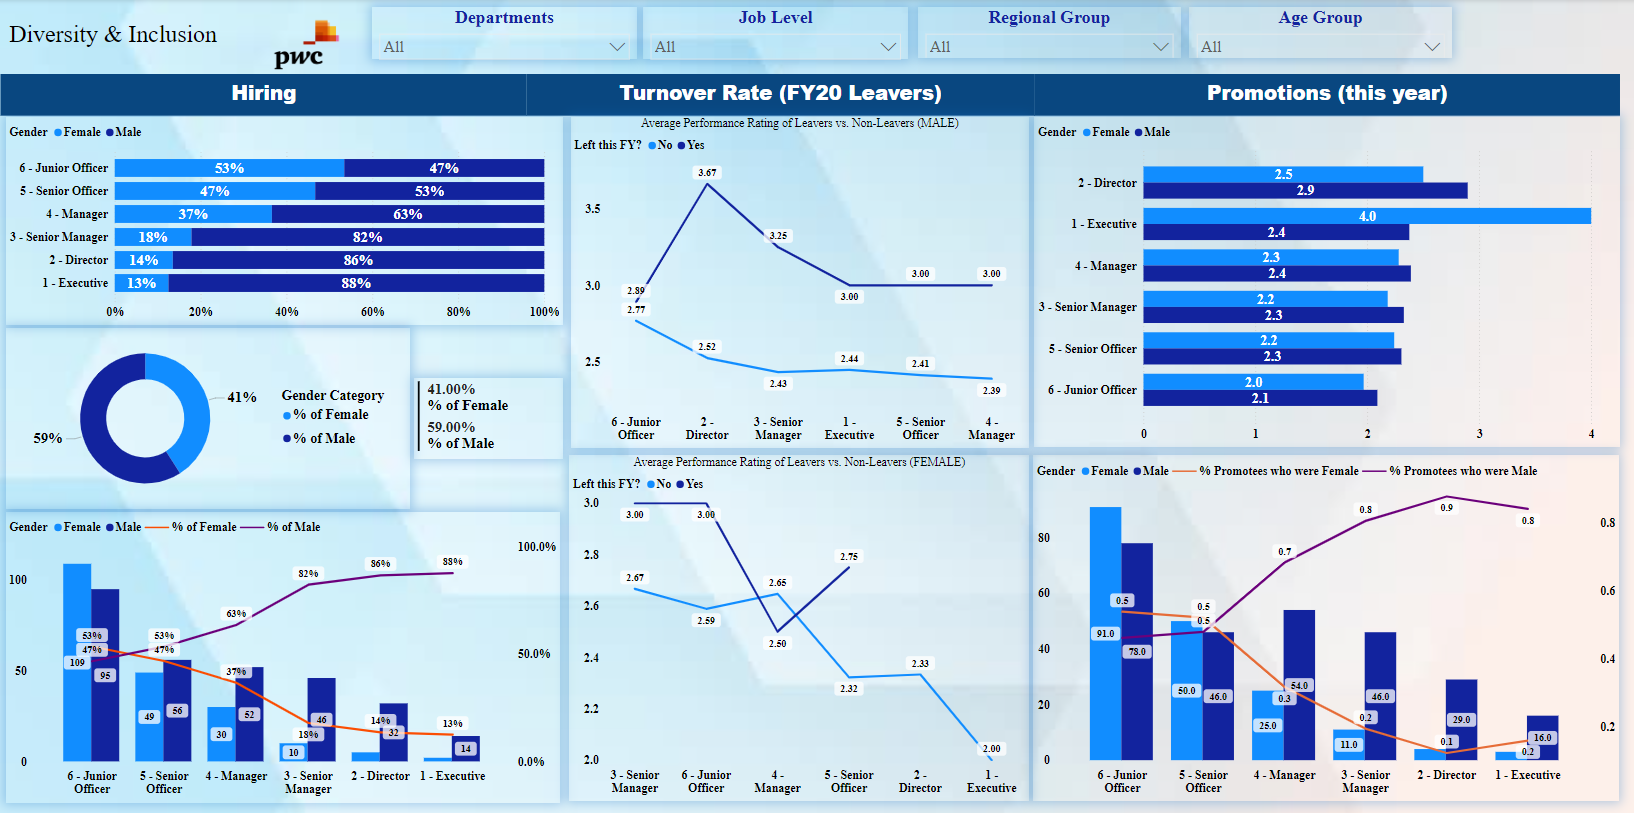 Diversity & Inclusion
pwc
Departments
All
Job Level
All
Regional Group
All
Age Group
All
Hiring
Turnover Rate (FY20 Leavers)
Promotions (this year)
Gender Female Male
6 - Junior Officer 53% 47%
5 - Senior Officer 47% 53%
4 - Manager 37% 63%
3 - Senior Manager 18% 82%
2 - Director 14% 86%
1 - Executive 13% 88%
0% 20% 40% 60% 80% 100%
41%
59%
Gender Category
% of Female
% of Male
41.00%
% of Female
59.00%
% of Male
Gender Female Male % of Female % of Male
100
50
0
100.0%
50.0%
0.0%
53% 53% 63% 82% 86% 88%
47% 47% 37% 18% 14% 13%
109 95 49 56 30 52 10 46 32 14
6 - Junior Officer
5 - Senior Officer
4 - Manager
3 - Senior Manager
2 - Director
1 - Executive
Average Performance Rating of Leavers vs. Non-Leavers (MALE)
Left this FY? No Yes
3.5
3.0
2.5
2.89 3.67 3.25 3.00 3.00 3.00
2.77 2.52 2.43 2.44 2.41 2.39
6 - Junior Officer
2 - Director
3 - Senior Manager
1 - Executive
5 - Senior Officer
4 - Manager
Average Performance Rating of Leavers vs. Non-Leavers (FEMALE)
Left this FY? No Yes
3.0
2.8
2.6
2.4
2.2
2.0
3.00 3.00 2.50 2.75
2.67 2.59 2.65 2.32 2.33 2.00
3 - Senior Manager
6 - Junior Officer
4 - Manager
5 - Senior Officer
2 - Director
1 - Executive
Gender Female Male
2 - Director 2.5 2.9
1 - Executive 4.0 2.4
4 - Manager 2.3 2.4
3 - Senior Manager 2.2 2.3
5 - Senior Officer 2.2 2.3
6 - Junior Officer 2.0 2.1
0 1 2 3 4
Gender Female Male % Promotees who were Female % Promotees who were Male
80
60
40
20
0
0.8
0.6
0.4
0.2
0.5 0.5 0.5 0.7 0.8 0.9 0.8
0.3 0.2 0.1 0.2
91.0 78.0 50.0 46.0 25.0 54.0 11.0 46.0 29.0 16.0
6 - Junior Officer
5 - Senior Officer
4 - Manager
3 - Senior Manager
2 - Director
1 - Executive